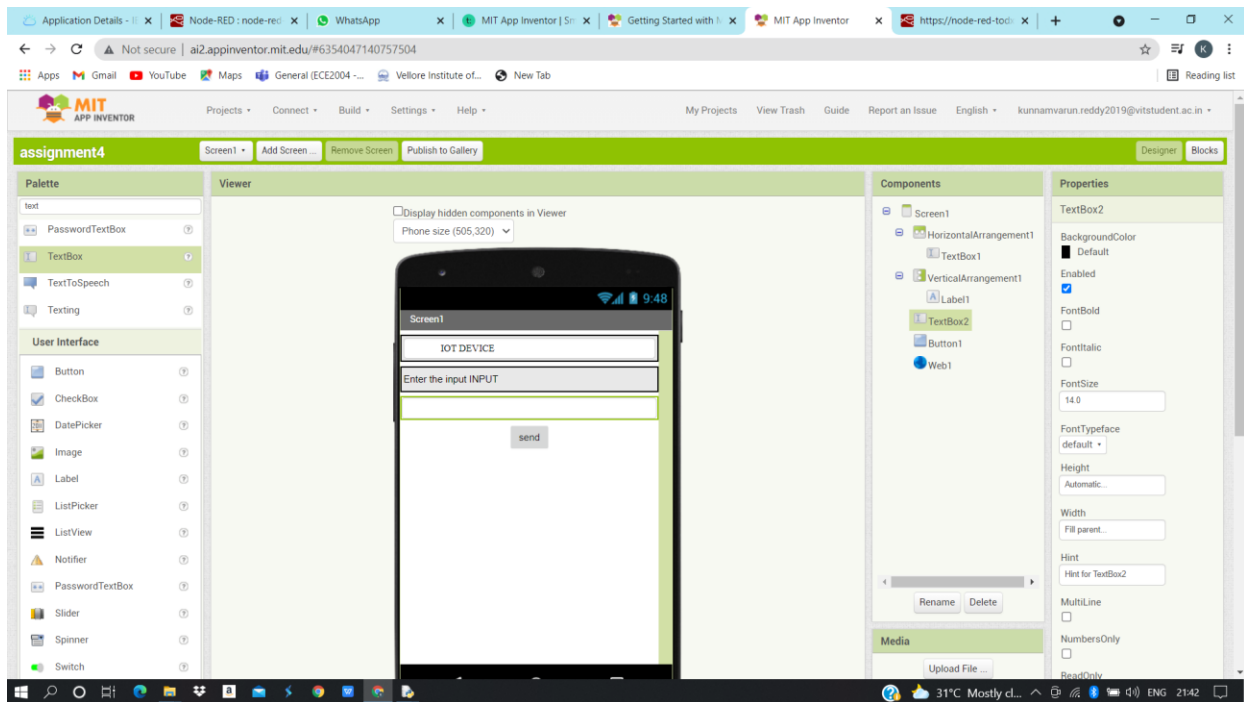 Application Details - I
Node-RED : node-red
WhatsApp
MIT App Inventor | Sm
Getting Started with
MIT App Inventor
https://node-red-tod
Not secure | ai2.appinventor.mit.edu/#6354047140757504
K
Apps Gmail YouTube Maps General (ECE2004 -... Vellore Institute of... New Tab Reading list
MIT
APP INVENTOR
Projects Connect Build Settings Help My Projects View Trash Guide Report an Issue English kunnamvarun.reddy2019@vitstudent.ac.in
assignment4 Screen1 Add Screen ... Remove Screen Publish to Gallery Designer Blocks
Palette
text
PasswordTextBox
TextBox
TextToSpeech
Texting
User Interface
Button
CheckBox
DatePicker
Image
Label
ListPicker
ListView
Notifier
PasswordTextBox
Slider
Spinner
Switch
Viewer
Display hidden components in Viewer
Phone size (505,320)
9:48
Screen1
IOT DEVICE
Enter the input INPUT
send
Components
Screen1
HorizontalArrangement1
TextBox1
VerticalArrangement1
Label1
TextBox2
Button1
Web1
Rename Delete
Media
Upload File ...
Properties
TextBox2
BackgroundColor
Default
Enabled
FontBold
FontItalic
FontSize
14.0
FontTypeface
default
Height
Automatic...
Width
Fill parent...
Hint
Hint for TextBox2
MultiLine
NumbersOnly
ReadOnly
31°C Mostly cl... ENG 21:42